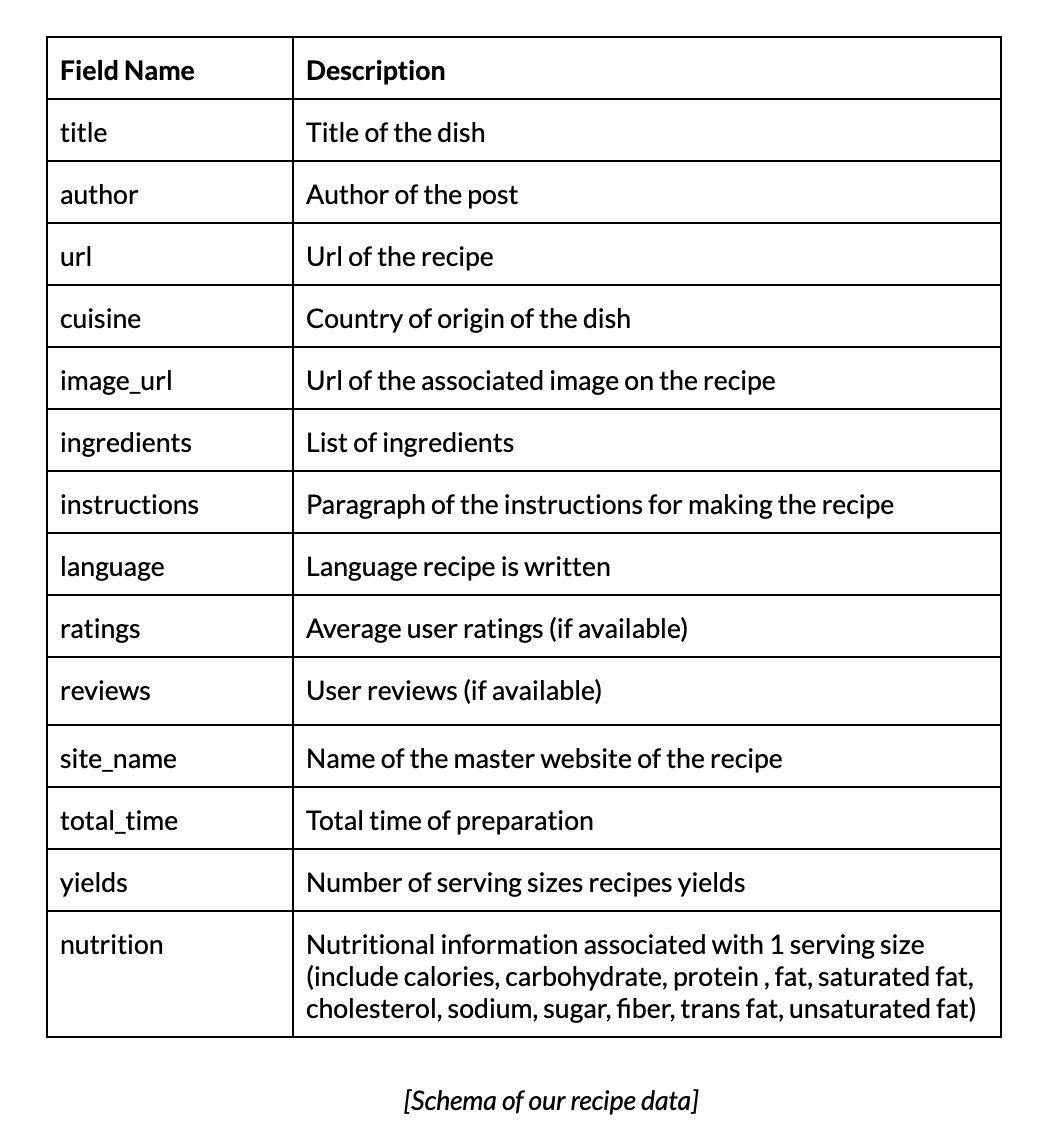 Field Name Description
title Title of the dish
author Author of the post
url Url of the recipe
cuisine Country of origin of the dish
image_url Url of the associated image on the recipe
ingredients List of ingredients
instructions Paragraph of the instructions for making the recipe
language Language recipe is written
ratings Average user ratings (if available)
reviews User reviews (if available)
site_name Name of the master website of the recipe
total_time Total time of preparation
yields Number of serving sizes recipes yields
nutrition Nutritional information associated with 1 serving size
(include calories, carbohydrate, protein , fat, saturated fat,
cholesterol, sodium, sugar, fiber, trans fat, unsaturated fat)
[Schema of our recipe data]